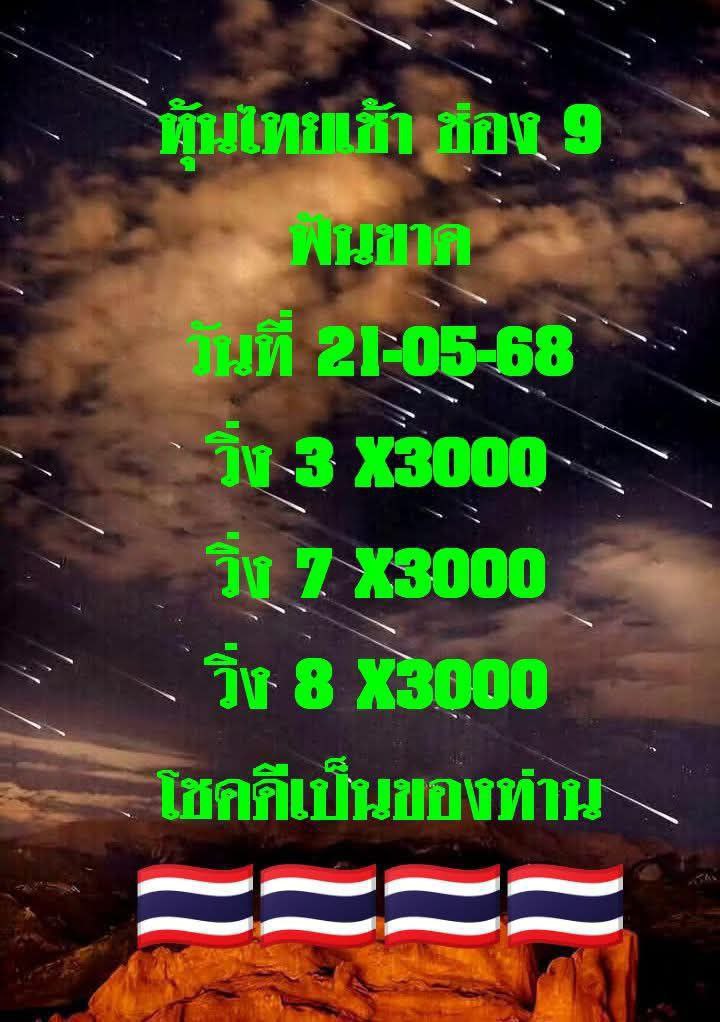 หุ้นไทยเช้า ช่อง 9
ฟันขาด
วันที่ 21-05-68
วิ่ง 3 X3000
วิ่ง 7 X3000
วิ่ง 8 X3000
โชคดีเป็นของท่าน